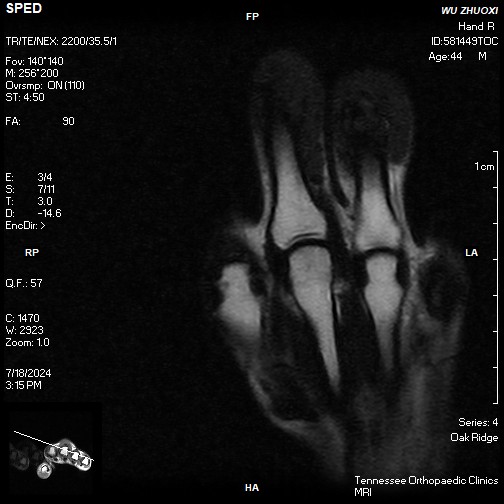 SPED
FP
WU ZHUOXI
Hand R
TR/TE/NEX: 2200/35.5/1
ID:581449TOC
Age:44 M
Fov: 140*140
M: 256*200
Ovrsmp: ON (110)
ST: 4:50
FA: 90
1cm
E: 3/4
S: 7/11
T: 3.0
D: -14.6
EncDir: >
RP
LA
Q.F.: 57
C: 1470
W: 2923
Zoom: 1.0
7/18/2024
3:15 PM
Series: 4
Oak Ridge
HA
Tennessee Orthopaedic Clinics
MRI